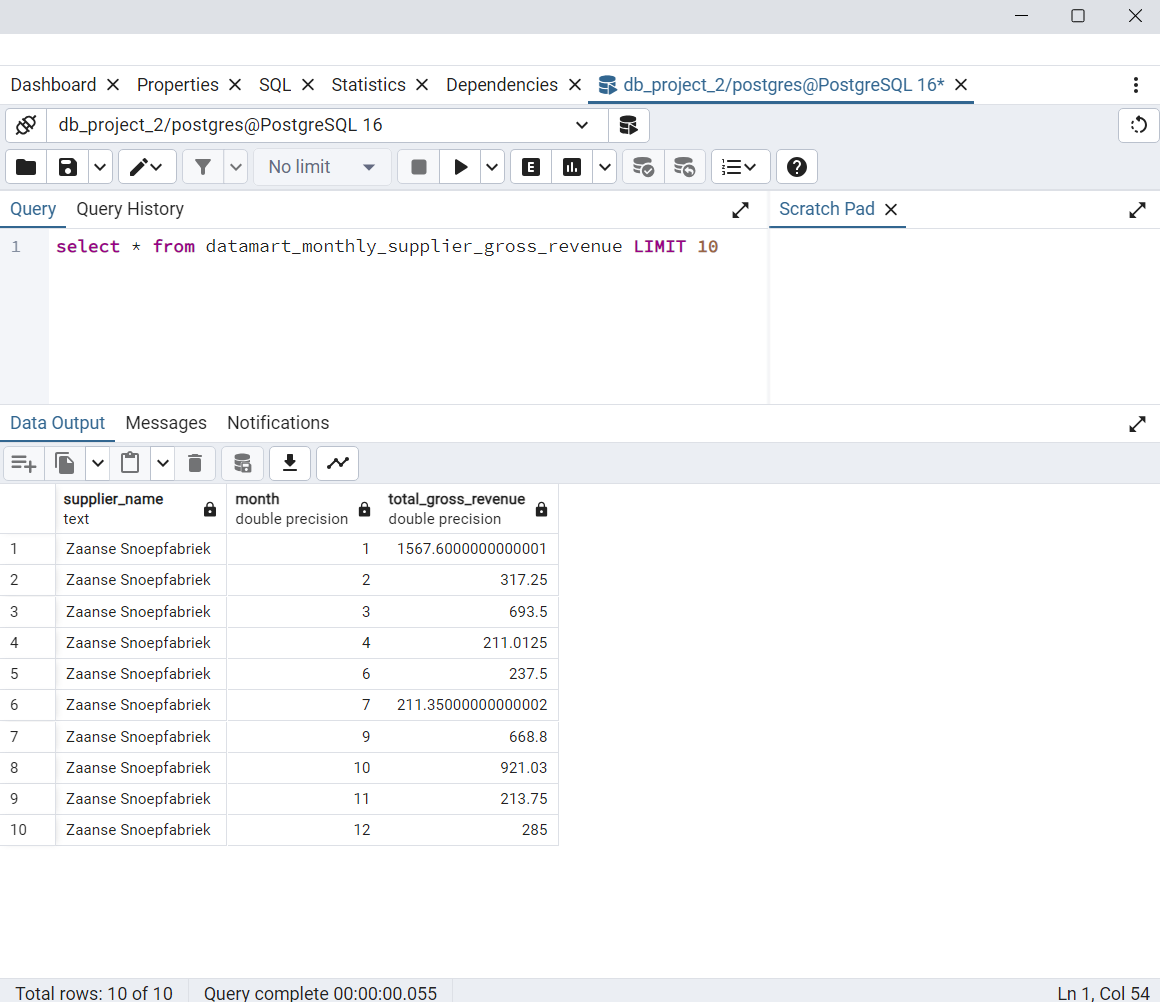 Dashboard Properties SQL Statistics Dependencies db_project_2/postgres@PostgreSQL 16*
db_project_2/postgres@PostgreSQL 16
No limit E
Query Query History Scratch Pad
1 select * from datamart_monthly_supplier_gross_revenue LIMIT 10
Data Output Messages Notifications
supplier_name month total_gross_revenue
text double precision double precision
1 Zaanse Snoepfabriek 1 1567.6000000000001
2 Zaanse Snoepfabriek 2 317.25
3 Zaanse Snoepfabriek 3 693.5
4 Zaanse Snoepfabriek 4 211.0125
5 Zaanse Snoepfabriek 6 237.5
6 Zaanse Snoepfabriek 7 211.35000000000002
7 Zaanse Snoepfabriek 9 668.8
8 Zaanse Snoepfabriek 10 921.03
9 Zaanse Snoepfabriek 11 213.75
10 Zaanse Snoepfabriek 12 285
Total rows: 10 of 10 Query complete 00:00:00.055 Ln 1, Col 54